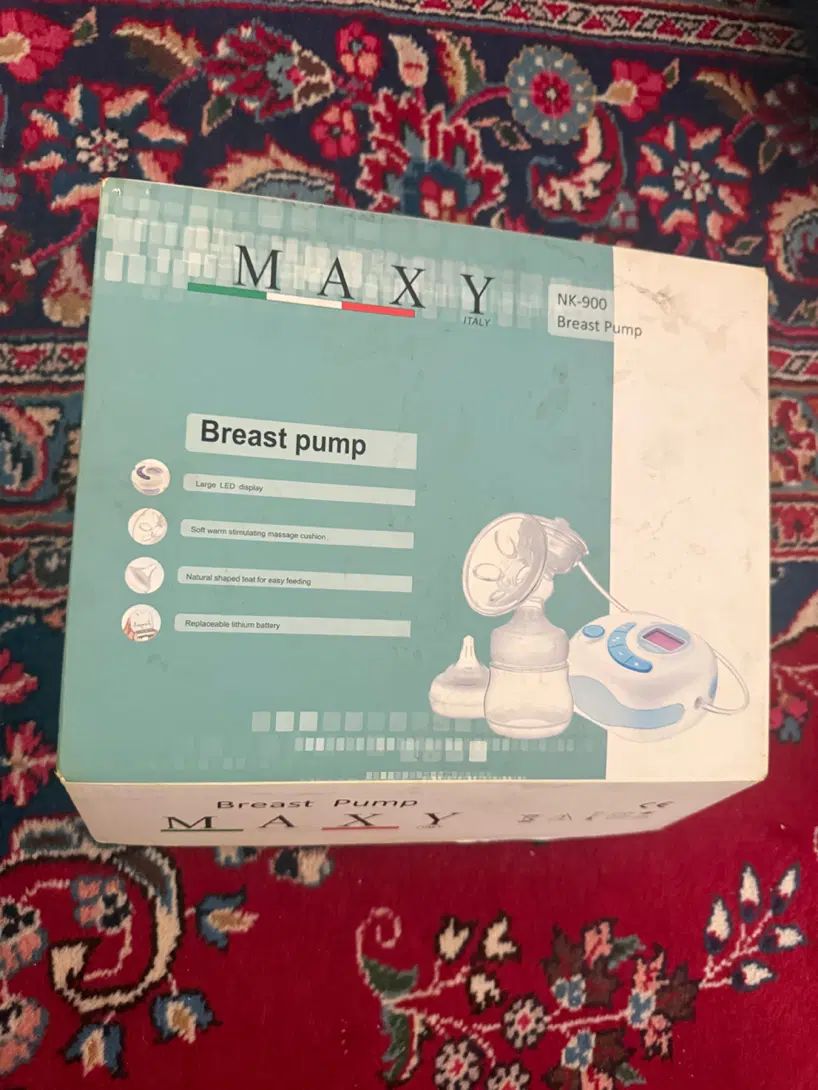 MAXY
ITALY
NK-900
Breast Pump
Breast pump
Large LED display
Soft warm stimulating massage cushion
Natural shaped teat for easy feeding
Replaceable lithium battery
Breast Pump
MAXY
CE